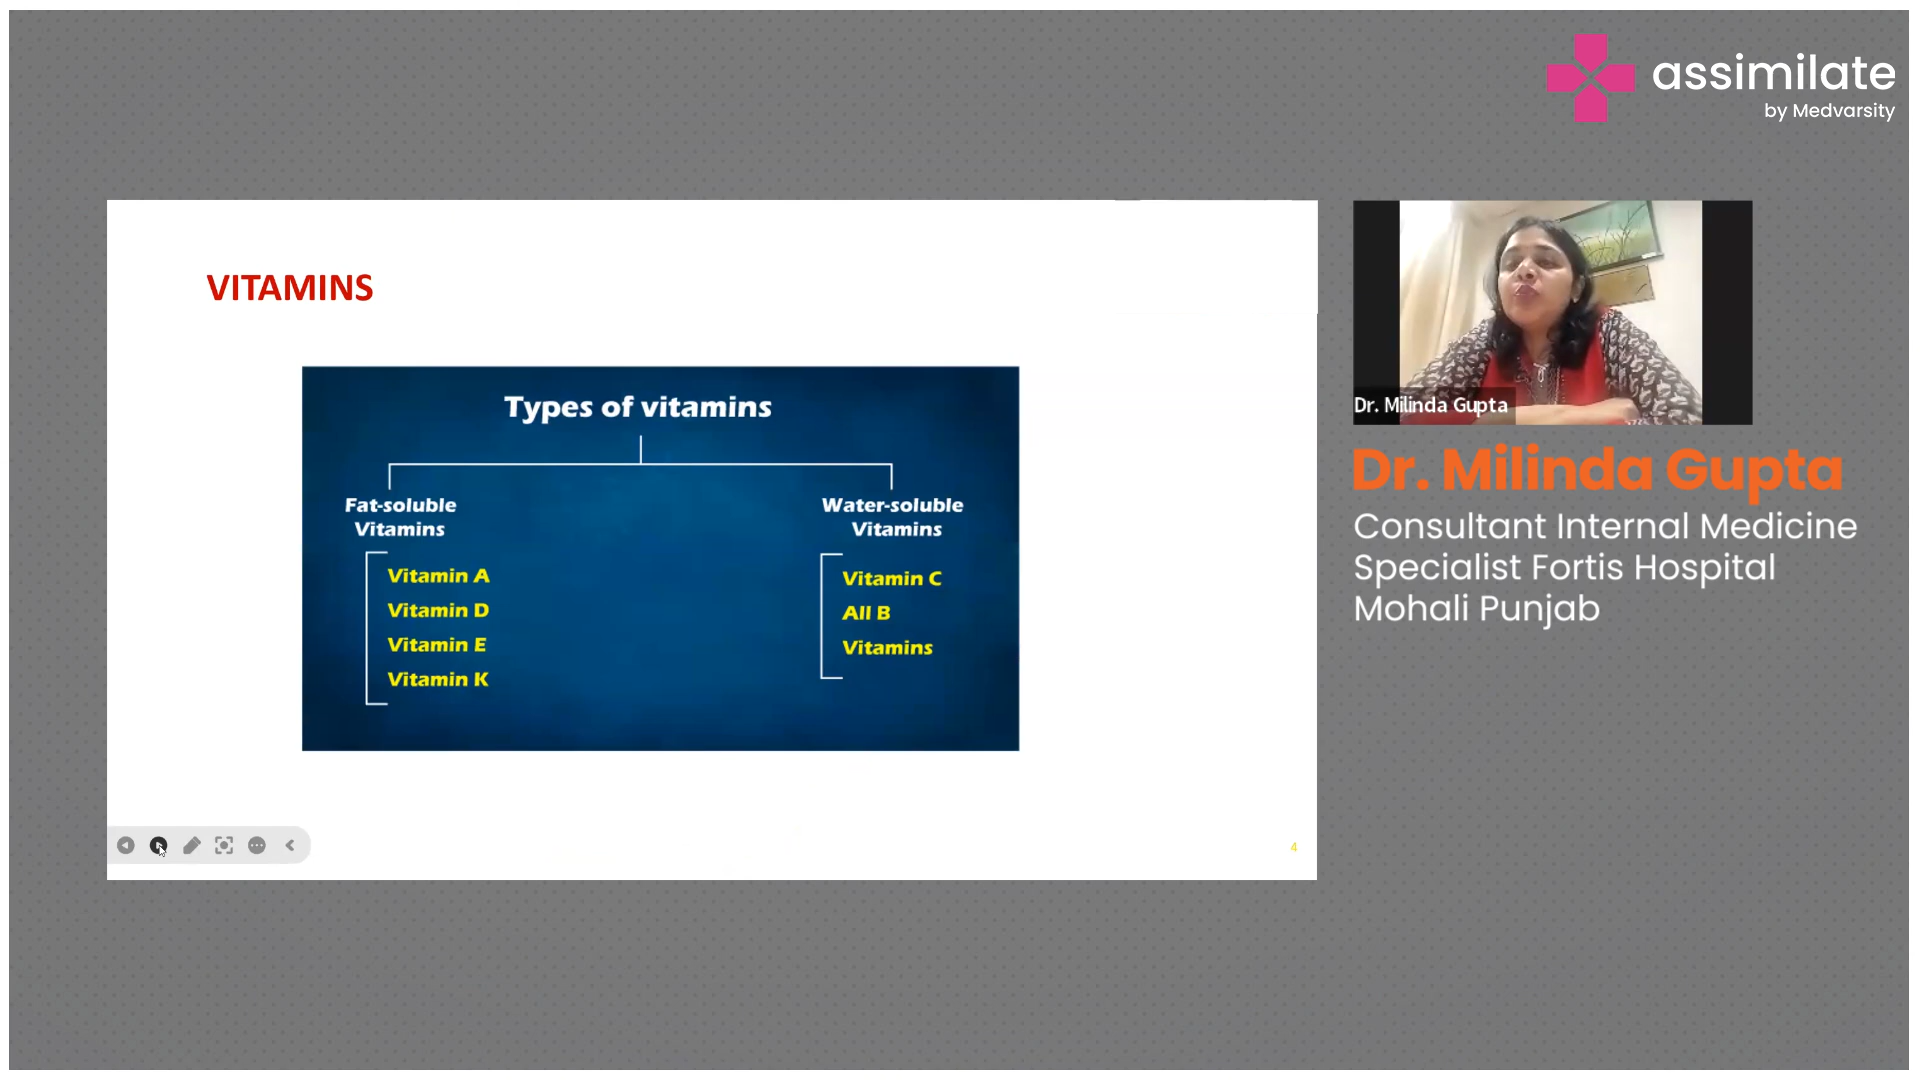 assimilate
by Medvarsity
VITAMINS
Types of vitamins
Fat-soluble
Vitamins
Vitamin A
Vitamin D
Vitamin E
Vitamin K
Water-soluble
Vitamins
Vitamin C
All B
Vitamins
4
Dr. Milinda Gupta
Dr. Milinda Gupta
Consultant Internal Medicine
Specialist Fortis Hospital
Mohali Punjab